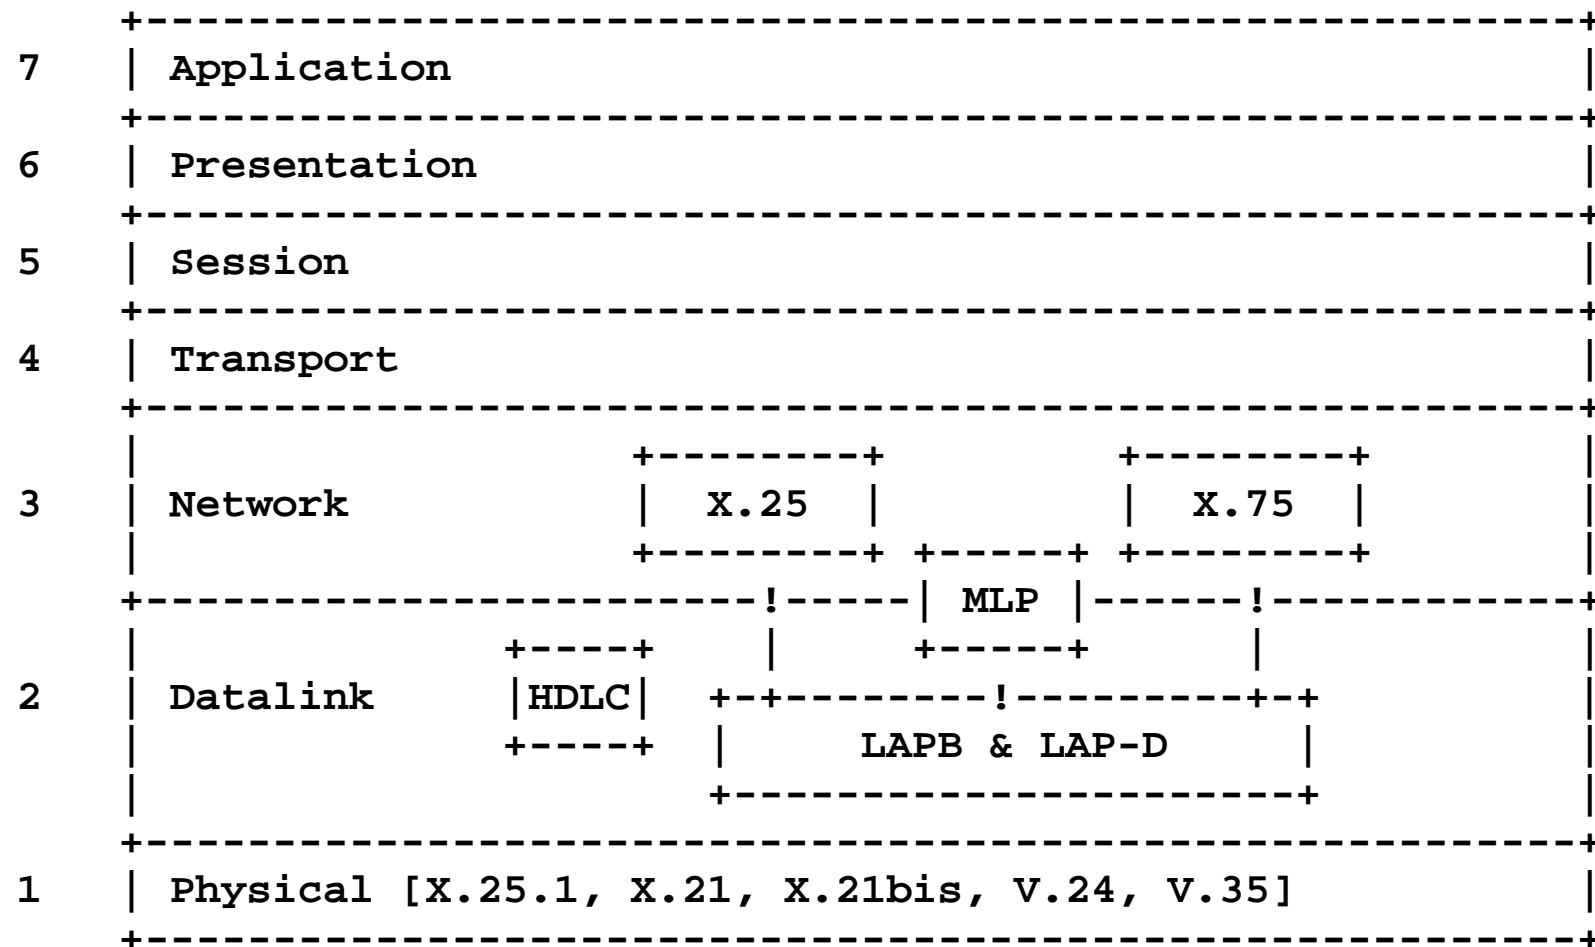 7 Application
6 Presentation
5 Session
4 Transport
3 Network X.25 X.75
MLP
2 Datalink HDLC
LAPB & LAP-D
1 Physical [X.25.1, X.21, X.21bis, V.24, V.35]